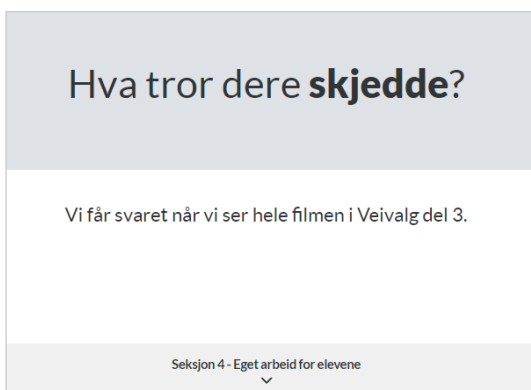 Hva tror dere skjedde?
Vi får svaret når vi ser hele filmen i Veivalg del 3.
Seksjon 4 - Eget arbeid for elevene